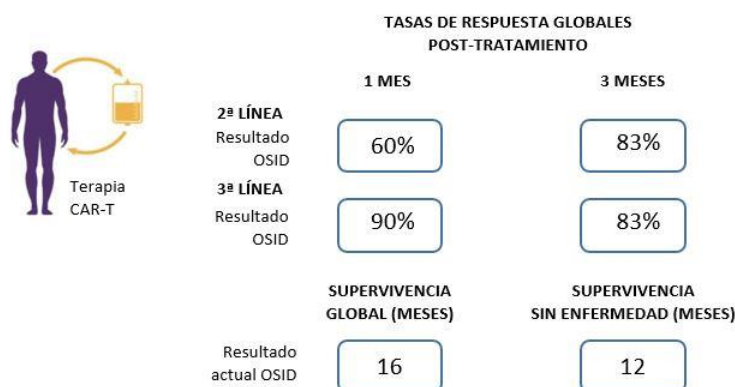 TASAS DE RESPUESTA GLOBALES
POST-TRATAMIENTO
1 MES
3 MESES
2ª LÍNEA
Resultado
OSID
60%
83%
Terapia
CAR-T
3ª LÍNEA
Resultado
OSID
90%
83%
SUPERVIVENCIA
GLOBAL (MESES)
SUPERVIVENCIA
SIN ENFERMEDAD (MESES)
Resultado
actual OSID
16
12